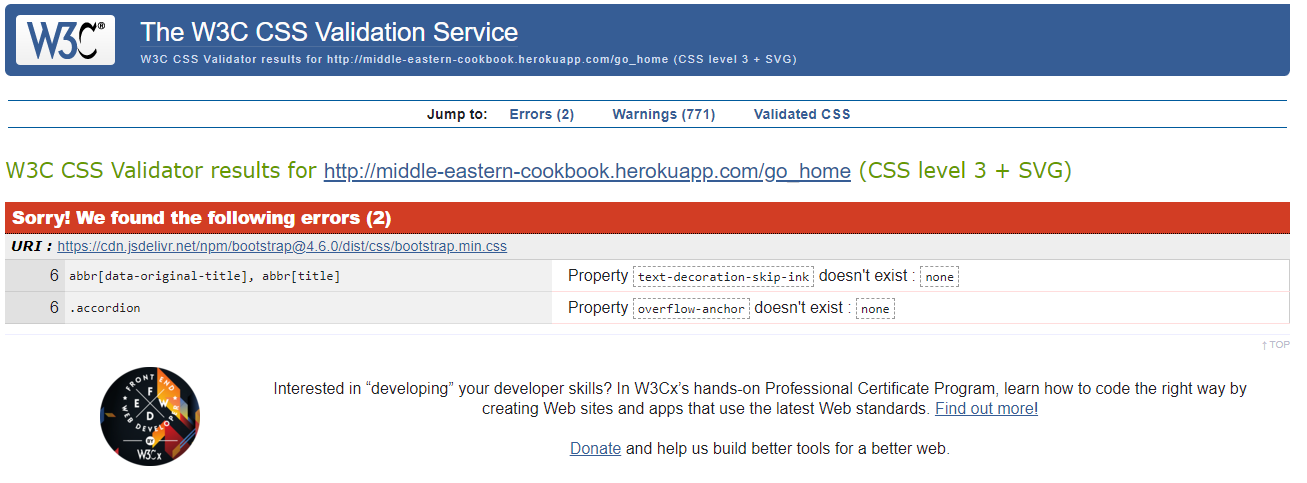 W3C®
The W3C CSS Validation Service
W3C CSS Validator results for http://middle-eastern-cookbook.herokuapp.com/go_home (CSS level 3 + SVG)
Jump to: Errors (2) Warnings (771) Validated CSS
W3C CSS Validator results for http://middle-eastern-cookbook.herokuapp.com/go_home (CSS level 3 + SVG)
Sorry! We found the following errors (2)
URI : https://cdn.jsdelivr.net/npm/bootstrap@4.6.0/dist/css/bootstrap.min.css
6 abbr[data-original-title], abbr[title] Property text-decoration-skip-ink doesn't exist : none
6 .accordion Property overflow-anchor doesn't exist : none
↑ TOP
FRONT END
F
E W
D
WEB DEVELOPER
BY
W3Cx
Interested in “developing” your developer skills? In W3Cx’s hands-on Professional Certificate Program, learn how to code the right way by
creating Web sites and apps that use the latest Web standards. Find out more!
Donate and help us build better tools for a better web.